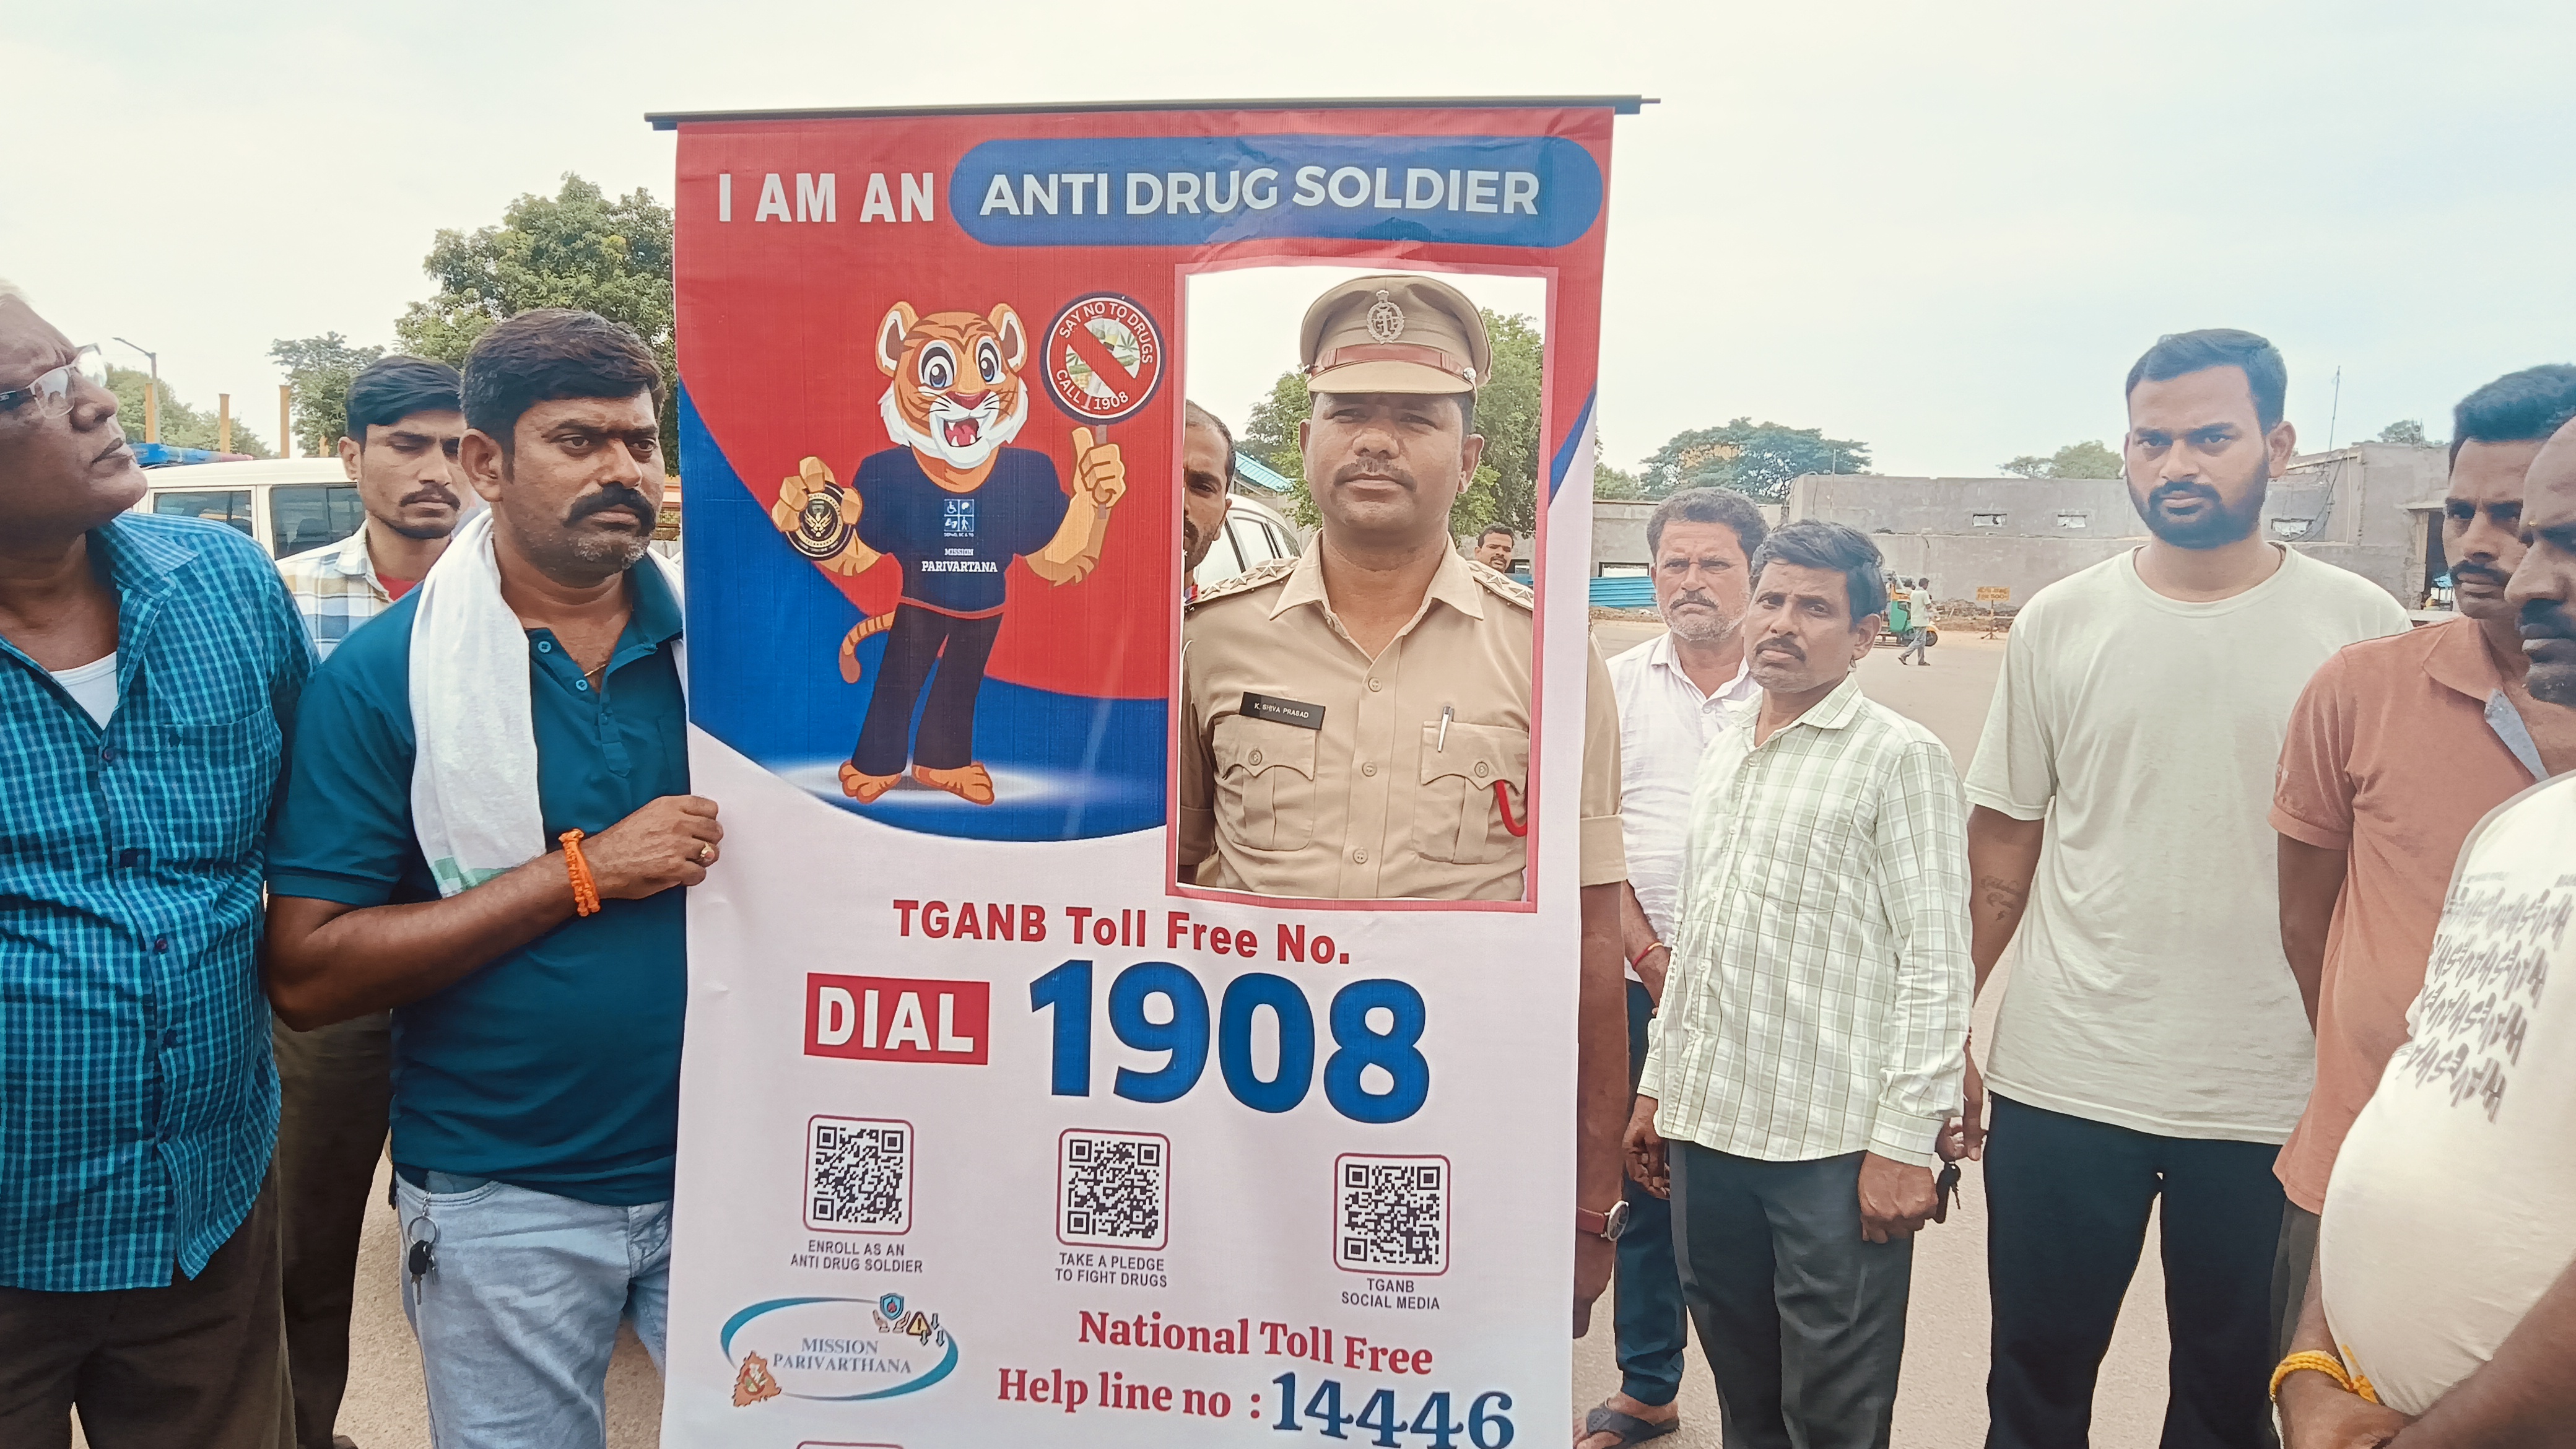 I AM AN ANTI DRUG SOLDIER
SAY NO TO DRUGS
CALL 1908
MISSION
PARIVARTANA
K. SHIVA PRASAD
TGANB Toll Free No.
DIAL 1908
ENROLL AS AN
ANTI DRUG SOLDIER
TAKE A PLEDGE
TO FIGHT DRUGS
TGANB
SOCIAL MEDIA
MISSION
PARIVARTHANA
National Toll Free
Help line no : 14446